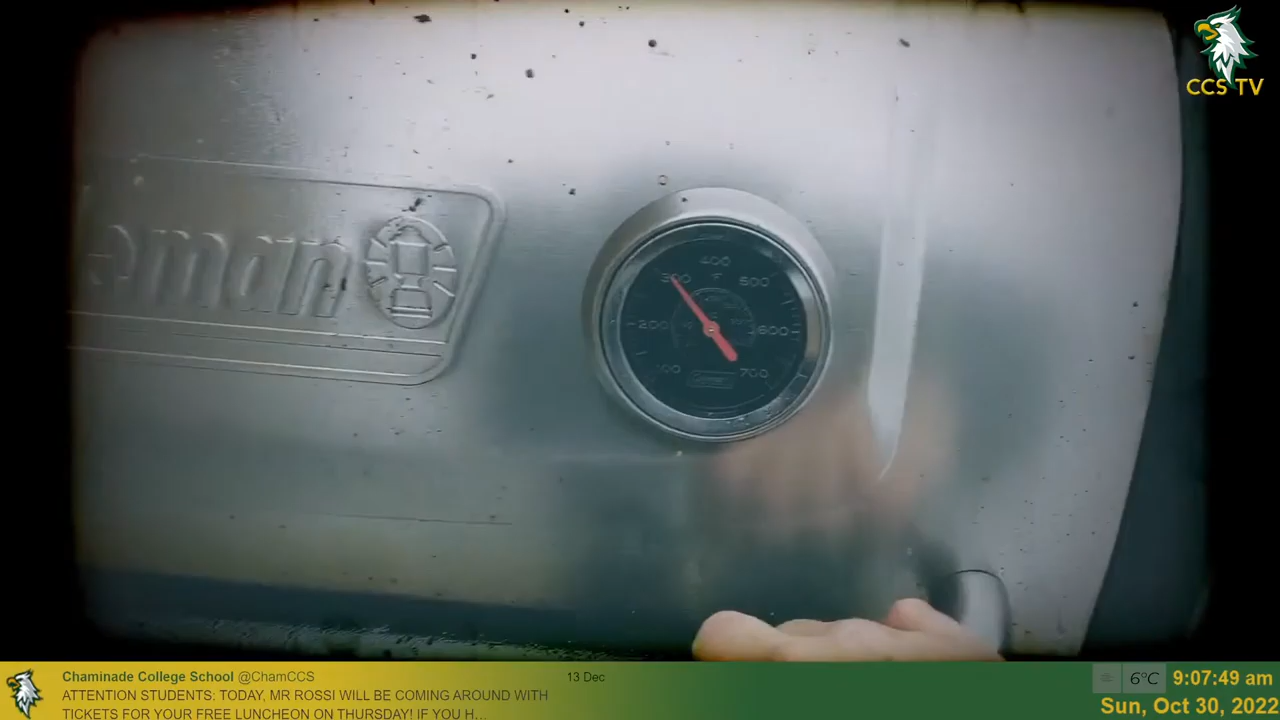 CCS TV
eman
400
300
°F
600
200
600
100
700
Chaminade College School @ChamCCS
13 Dec
ATTENTION STUDENTS: TODAY, MR ROSSI WILL BE COMING AROUND WITH
TICKETS FOR YOUR FREE LUNCHEON ON THURSDAY! IF YOU H...
6°C
9:07:49 am
Sun, Oct 30, 2022